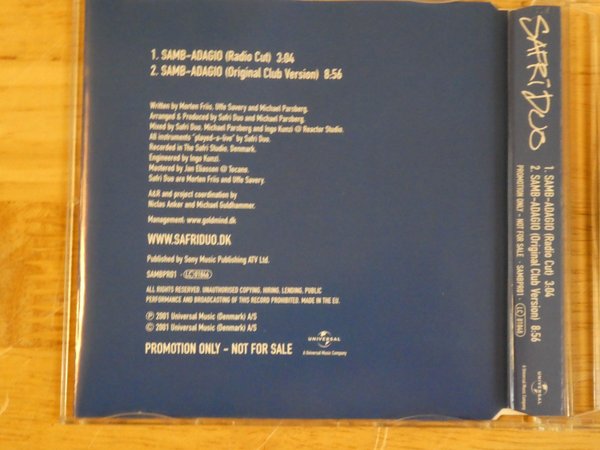 1. SAMB-ADAGIO (Radio Cut) 3:04
2. SAMB-ADAGIO (Original Club Version) 8:56
Written by Morten Friis, Uffe Savery and Michael Parsberg.
Arranged & Produced by Safri Duo and Michael Parsberg.
Mixed by Safri Duo, Michael Parsberg and Ingo Kunzi @ Reactor Studio.
All instruments "played-a-live" by Safri Duo.
Recorded in The Safri Studio, Denmark.
Engineered by Ingo Kunzi.
Mastered by Jan Eliasson @ Tocano.
Safri Duo are Morten Friis and Uffe Savery.
A&R and project coordination by
Niclas Anker and Michael Guldhammer.
Management: www.goldmind.dk
WWW.SAFRIDUO.DK
Published by Sony Music Publishing ATV Ltd.
SAMBPR01 · LC 01846
ALL RIGHTS RESERVED. UNAUTHORISED COPYING, HIRING, LENDING, PUBLIC
PERFORMANCE AND BROADCASTING OF THIS RECORD PROHIBITED. MADE IN THE EU.
℗ 2001 Universal Music (Denmark) A/S
© 2001 Universal Music (Denmark) A/S
PROMOTION ONLY - NOT FOR SALE
UNIVERSAL
A Universal Music Company
SAFRI DUO
1. SAMB-ADAGIO (Radio Cut) 3:04
2. SAMB-ADAGIO (Original Club Version) 8:56
PROMOTION ONLY - NOT FOR SALE · SAMBPR01 · LC 01846
UNIVERSAL
A Universal Music Company